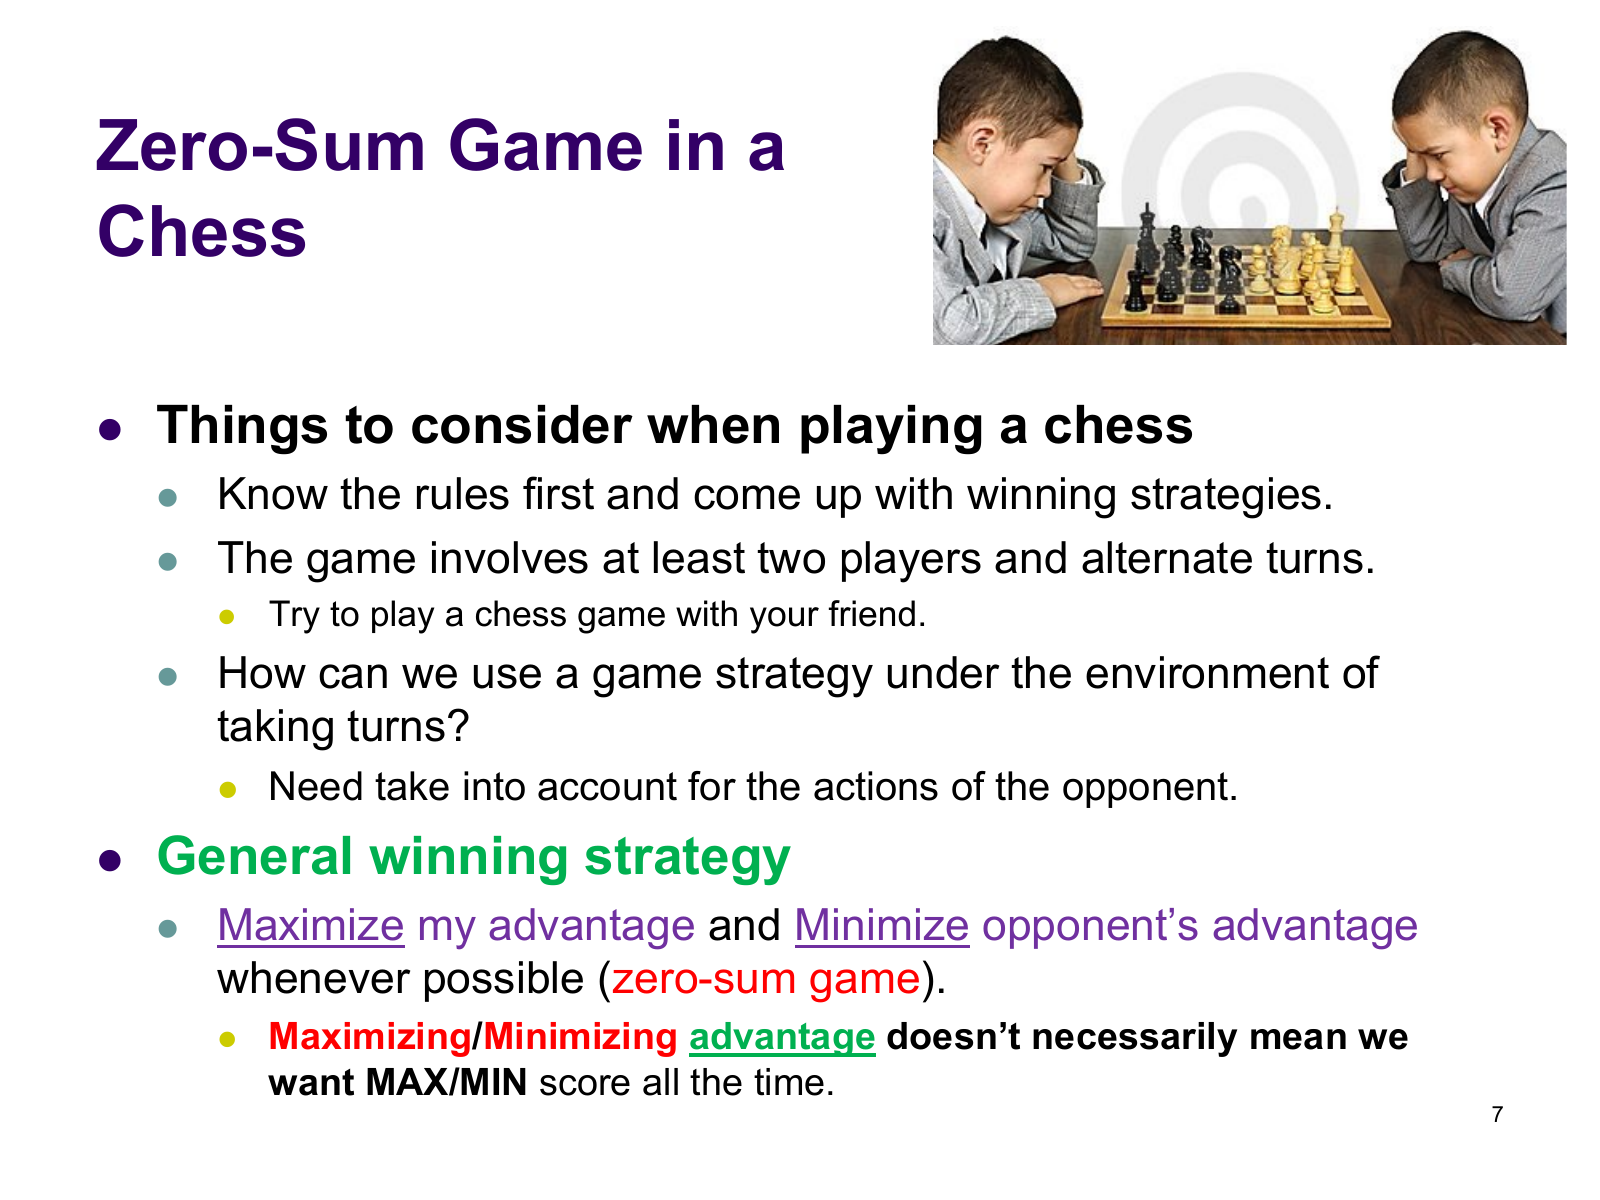 Zero-Sum Game in a
Chess
Things to consider when playing a chess
Know the rules first and come up with winning strategies.
The game involves at least two players and alternate turns.
Try to play a chess game with your friend.
How can we use a game strategy under the environment of
taking turns?
Need take into account for the actions of the opponent.
General winning strategy
Maximize my advantage and Minimize opponent’s advantage
whenever possible (zero-sum game).
Maximizing/Minimizing advantage doesn’t necessarily mean we
want MAX/MIN score all the time.
7